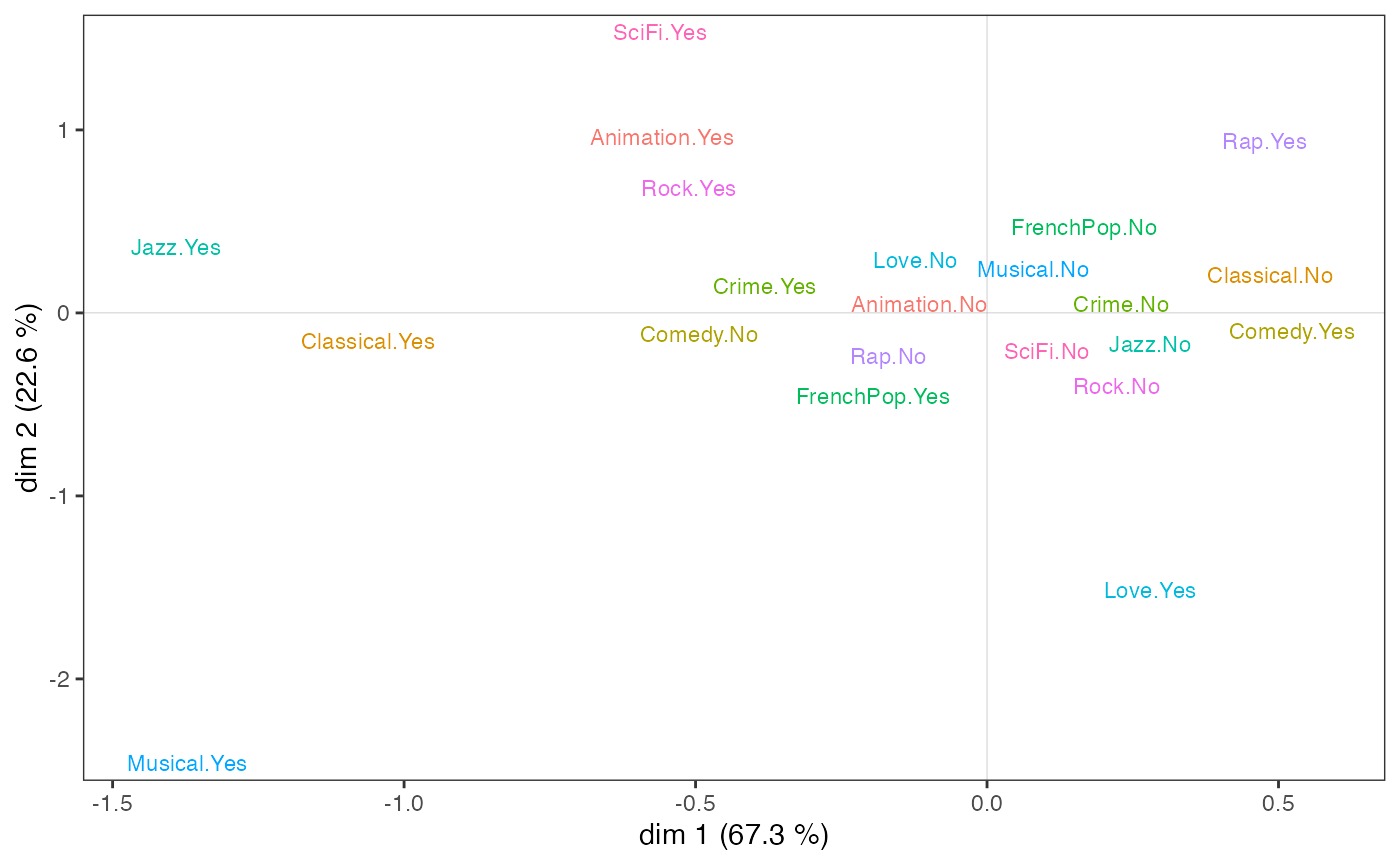 SciFi.Yes
1
Animation.Yes
Rap.Yes
Rock.Yes
FrenchPop.No
Jazz.Yes
Love.No
Musical.No
Classical.No
Crime.Yes
Animation.No
Crime.No
0
Comedy.No
Comedy.Yes
Classical.Yes
Jazz.No
SciFi.No
Rap.No
Rock.No
FrenchPop.Yes
dim 2 (22.6 %)
-1
Love.Yes
-2
Musical.Yes
-1.5 -1.0 -0.5 0.0 0.5
dim 1 (67.3 %)